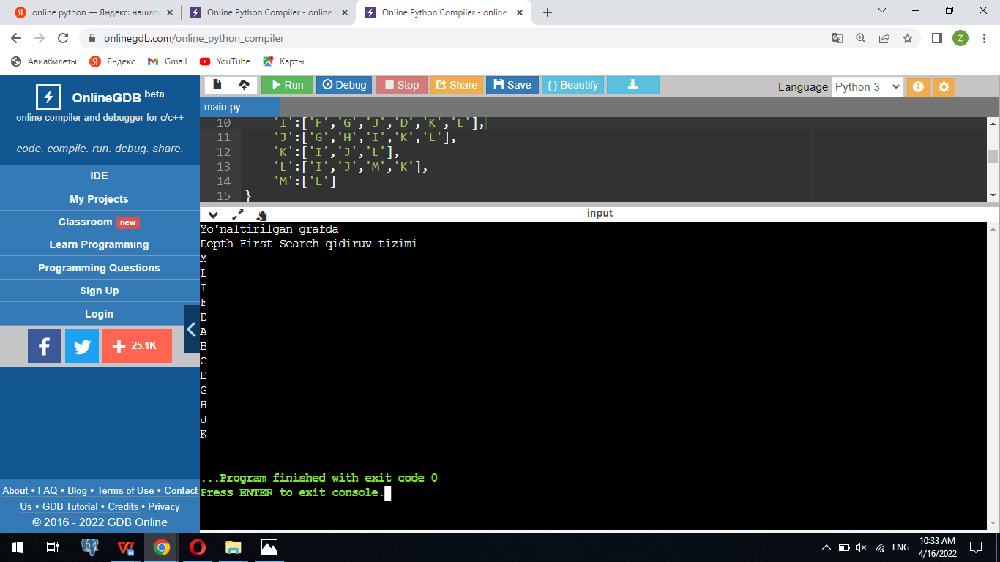 online python — Яндекс: нашло
Online Python Compiler - online
Online Python Compiler - online
onlinegdb.com/online_python_compiler
Z
Авиабилеты
Яндекс
Gmail
YouTube
Карты
OnlineGDB beta
online compiler and debugger for c/c++
code. compile. run. debug. share.
IDE
My Projects
Classroom new
Learn Programming
Programming Questions
Sign Up
Login
25.1K
About • FAQ • Blog • Terms of Use • Contact
Us • GDB Tutorial • Credits • Privacy
© 2016 - 2022 GDB Online
Run
Debug
Stop
Share
Save
{ } Beautify
Language Python 3
main.py
10 'I':['F','G','J','D','K','L'],
11 'J':['G','H','I','K','L'],
12 'K':['I','J','L'],
13 'L':['I','J','M','K'],
14 'M':['L']
15 }
input
Yo'naltirilgan grafda
Depth-First Search qidiruv tizimi
M
L
I
F
D
A
B
C
E
G
H
J
K
...Program finished with exit code 0
Press ENTER to exit console.
ENG
10:33 AM
4/16/2022